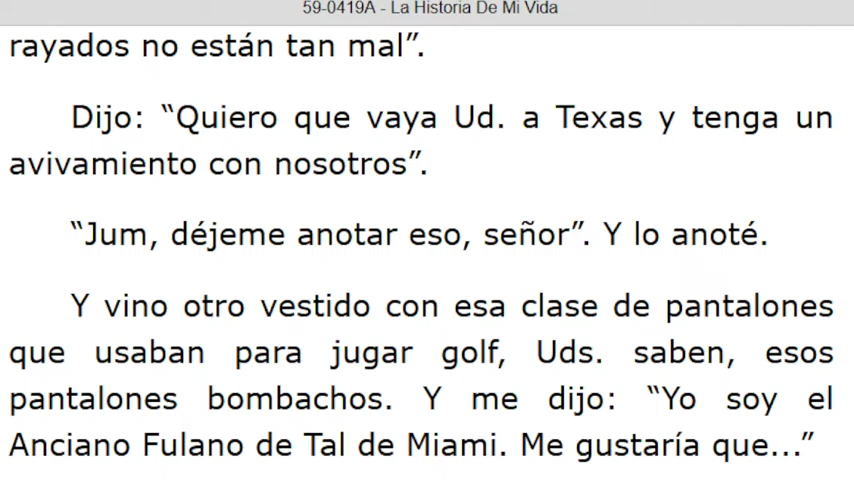 59-0419A - La Historia De Mi Vida
rayados no están tan mal”.
Dijo: “Quiero que vaya Ud. a Texas y tenga un
avivamiento con nosotros”.
“Jum, déjeme anotar eso, señor”. Y lo anoté.
Y vino otro vestido con esa clase de pantalones
que usaban para jugar golf, Uds. saben, esos
pantalones bombachos. Y me dijo: “Yo soy el
Anciano Fulano de Tal de Miami. Me gustaría que...”